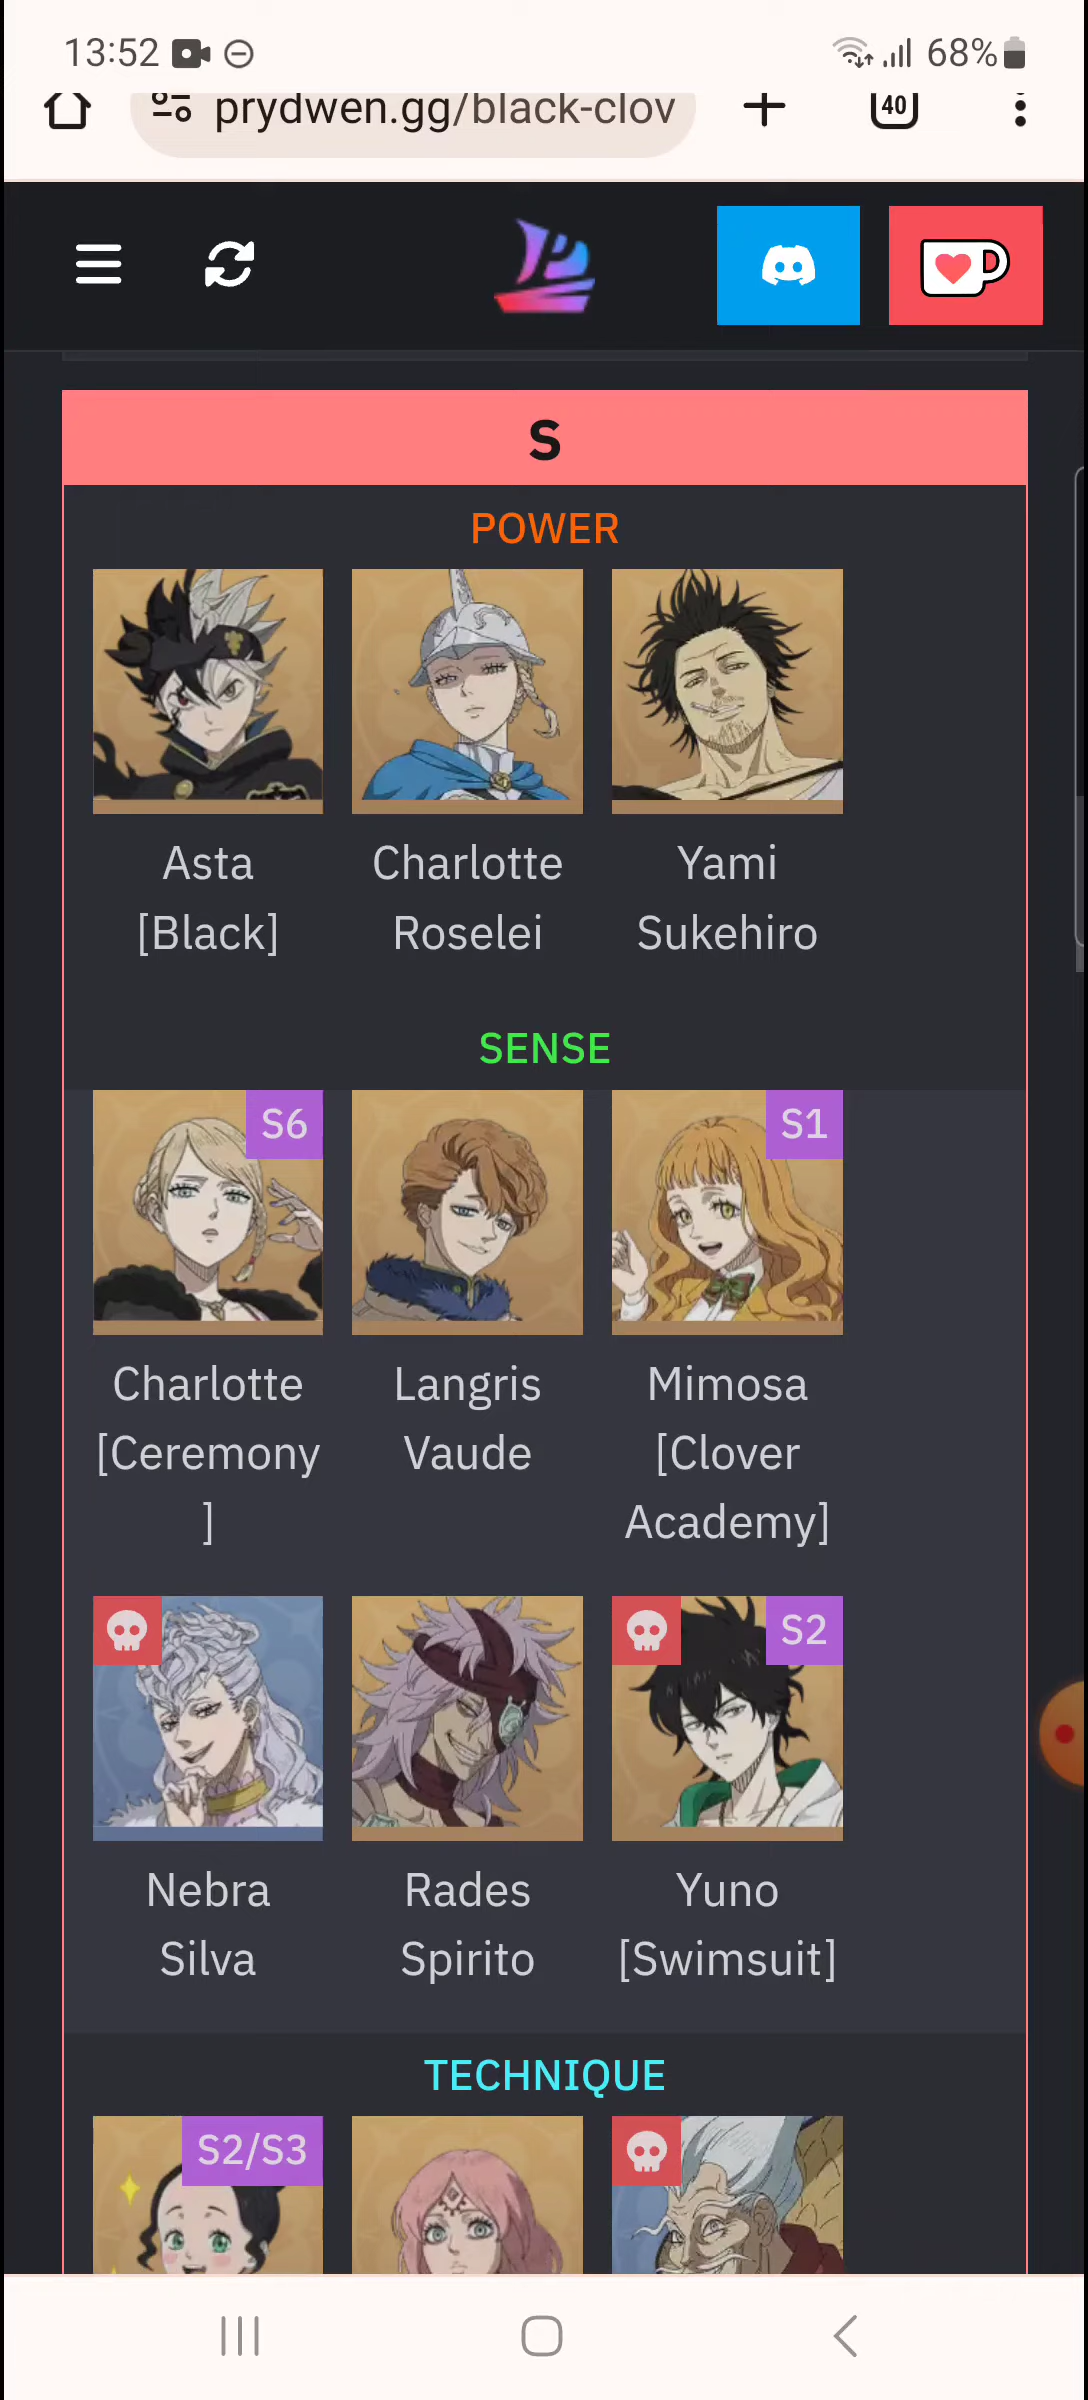 13:52
68%
prydwen.gg/black-clov
40
S
POWER
Asta
[Black]
Charlotte
Roselei
Yami
Sukehiro
SENSE
S6
S1
Charlotte
[Ceremony
]
Langris
Vaude
Mimosa
[Clover
Academy]
S2
Nebra
Silva
Rades
Spirito
Yuno
[Swimsuit]
TECHNIQUE
S2/S3